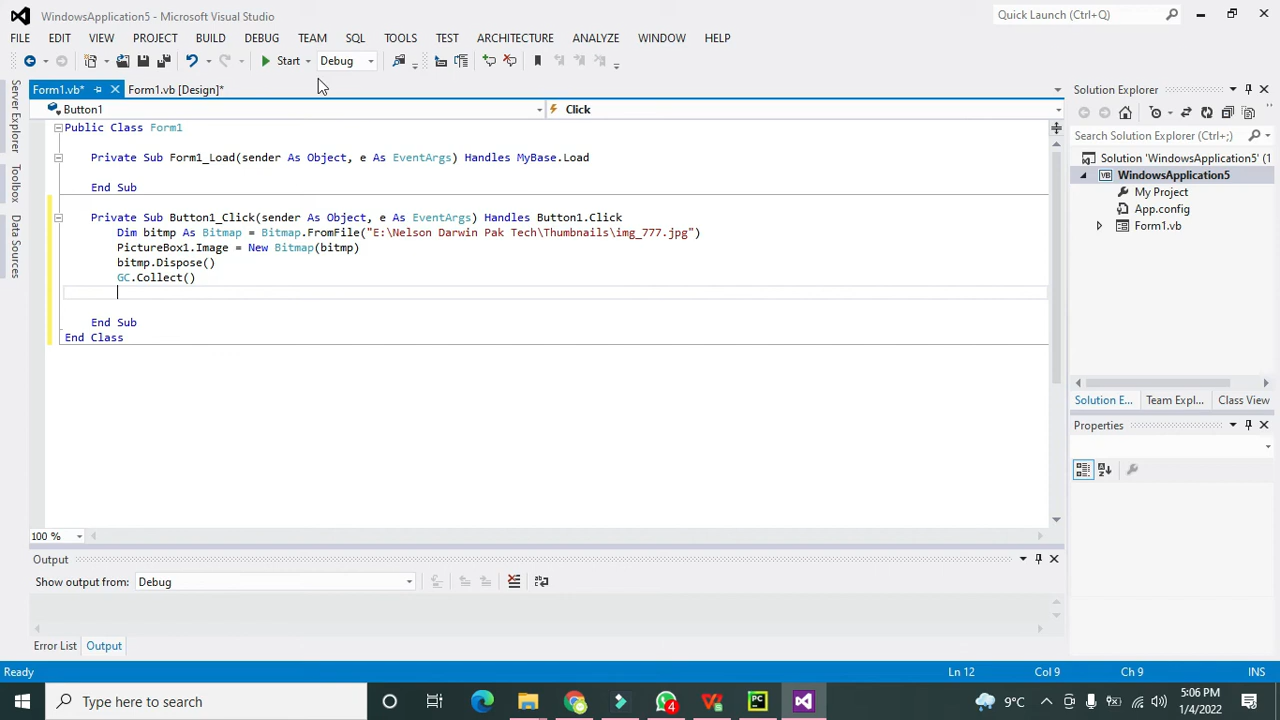 WindowsApplication5 - Microsoft Visual Studio
Quick Launch (Ctrl+Q)
FILE EDIT VIEW PROJECT BUILD DEBUG TEAM SQL TOOLS TEST ARCHITECTURE ANALYZE WINDOW HELP
Start Debug
Form1.vb* Form1.vb [Design]*
Solution Explorer
Button1 Click
Server Explorer
Toolbox
Data Sources
Public Class Form1
Private Sub Form1_Load(sender As Object, e As EventArgs) Handles MyBase.Load
End Sub
Private Sub Button1_Click(sender As Object, e As EventArgs) Handles Button1.Click
Dim bitmp As Bitmap = Bitmap.FromFile("E:\Nelson Darwin Pak Tech\Thumbnails\img_777.jpg")
PictureBox1.Image = New Bitmap(bitmp)
bitmp.Dispose()
GC.Collect()
End Sub
End Class
Search Solution Explorer (Ctrl+;)
Solution 'WindowsApplication5' (1
WindowsApplication5
My Project
App.config
Form1.vb
Solution E... Team Expl... Class View
Properties
100 %
Output
Show output from: Debug
Error List Output
Ready Ln 12 Col 9 Ch 9 INS
Type here to search
4
9°C
5:06 PM
1/4/2022